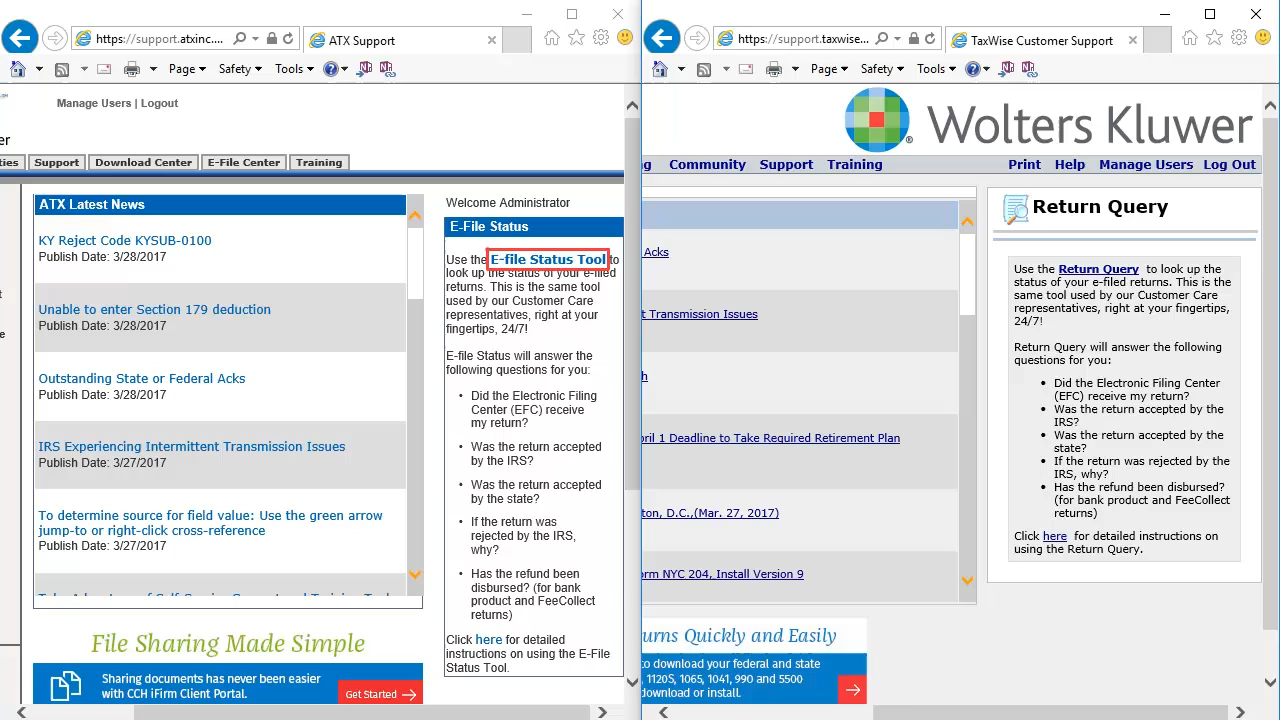 https://support.atxinc....
ATX Support
Page
Safety
Tools
Manage Users | Logout
er
ties
Support
Download Center
E-File Center
Training
ATX Latest News
KY Reject Code KYSUB-0100
Publish Date: 3/28/2017
Unable to enter Section 179 deduction
Publish Date: 3/28/2017
Outstanding State or Federal Acks
Publish Date: 3/28/2017
IRS Experiencing Intermittent Transmission Issues
Publish Date: 3/27/2017
To determine source for field value: Use the green arrow
jump-to or right-click cross-reference
Publish Date: 3/27/2017
File Sharing Made Simple
Sharing documents has never been easier
with CCH iFirm Client Portal.
Get Started
Welcome Administrator
E-File Status
Use the E-file Status Tool to
look up the status of your e-filed
returns. This is the same tool
used by our Customer Care
representatives, right at your
fingertips, 24/7!
E-file Status will answer the
following questions for you:
• Did the Electronic Filing
Center (EFC) receive
my return?
• Was the return accepted
by the IRS?
• Was the return accepted
by the state?
• If the return was
rejected by the IRS,
why?
• Has the refund been
disbursed? (for bank
product and FeeCollect
returns)
Click here for detailed
instructions on using the E-File
Status Tool.
https://support.taxwise...
TaxWise Customer Support
Page
Safety
Tools
Wolters Kluwer
ng
Community
Support
Training
Print
Help
Manage Users
Log Out
Acks
t Transmission Issues
h
pril 1 Deadline to Take Required Retirement Plan
ton, D.C.,(Mar. 27, 2017)
orm NYC 204, Install Version 9
urns Quickly and Easily
to download your federal and state
1120S, 1065, 1041, 990 and 5500
download or install.
Return Query
Use the Return Query to look up the
status of your e-filed returns. This is the
same tool used by our Customer Care
representatives, right at your fingertips,
24/7!
Return Query will answer the following
questions for you:
• Did the Electronic Filing Center
(EFC) receive my return?
• Was the return accepted by the
IRS?
• Was the return accepted by the
state?
• If the return was rejected by the
IRS, why?
• Has the refund been disbursed?
(for bank product and FeeCollect
returns)
Click here for detailed instructions on
using the Return Query.